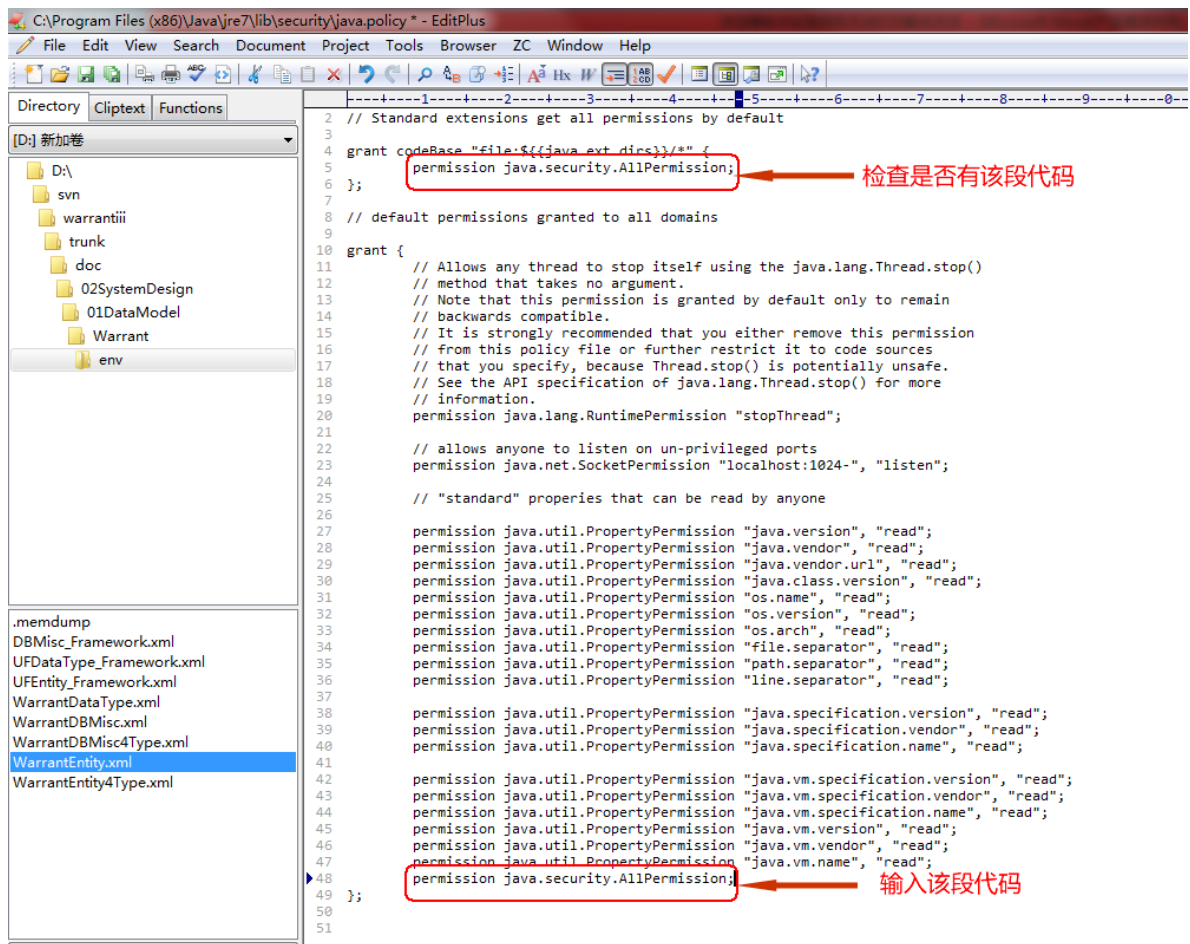 C:\Program Files (x86)\Java\jre7\lib\security\java.policy * - EditPlus
File Edit View Search Document Project Tools Browser ZC Window Help
Directory Cliptext Functions
[D:] 新加卷
D:\
svn
warrantiii
trunk
doc
02SystemDesign
01DataModel
Warrant
env
.memdump
DBMisc_Framework.xml
UFDataType_Framework.xml
UFEntity_Framework.xml
WarrantDataType.xml
WarrantDBMisc.xml
WarrantDBMisc4Type.xml
WarrantEntity.xml
WarrantEntity4Type.xml
----+----1----+----2----+----3----+----4----+----5----+----6----+----7----+----8----+----9----+----0--
2 // Standard extensions get all permissions by default
3
4 grant codeBase "file:${{java.ext.dirs}}/*" {
5 permission java.security.AllPermission;
检查是否有该段代码
6 };
7
8 // default permissions granted to all domains
9
10 grant {
11 // Allows any thread to stop itself using the java.lang.Thread.stop()
12 // method that takes no argument.
13 // Note that this permission is granted by default only to remain
14 // backwards compatible.
15 // It is strongly recommended that you either remove this permission
16 // from this policy file or further restrict it to code sources
17 // that you specify, because Thread.stop() is potentially unsafe.
18 // See the API specification of java.lang.Thread.stop() for more
19 // information.
20 permission java.lang.RuntimePermission "stopThread";
21
22 // allows anyone to listen on un-privileged ports
23 permission java.net.SocketPermission "localhost:1024-", "listen";
24
25 // "standard" properies that can be read by anyone
26
27 permission java.util.PropertyPermission "java.version", "read";
28 permission java.util.PropertyPermission "java.vendor", "read";
29 permission java.util.PropertyPermission "java.vendor.url", "read";
30 permission java.util.PropertyPermission "java.class.version", "read";
31 permission java.util.PropertyPermission "os.name", "read";
32 permission java.util.PropertyPermission "os.version", "read";
33 permission java.util.PropertyPermission "os.arch", "read";
34 permission java.util.PropertyPermission "file.separator", "read";
35 permission java.util.PropertyPermission "path.separator", "read";
36 permission java.util.PropertyPermission "line.separator", "read";
37
38 permission java.util.PropertyPermission "java.specification.version", "read";
39 permission java.util.PropertyPermission "java.specification.vendor", "read";
40 permission java.util.PropertyPermission "java.specification.name", "read";
41
42 permission java.util.PropertyPermission "java.vm.specification.version", "read";
43 permission java.util.PropertyPermission "java.vm.specification.vendor", "read";
44 permission java.util.PropertyPermission "java.vm.specification.name", "read";
45 permission java.util.PropertyPermission "java.vm.version", "read";
46 permission java.util.PropertyPermission "java.vm.vendor", "read";
47 permission java.util.PropertyPermission "java.vm.name", "read";
48 permission java.security.AllPermission;
输入该段代码
49 };
50
51